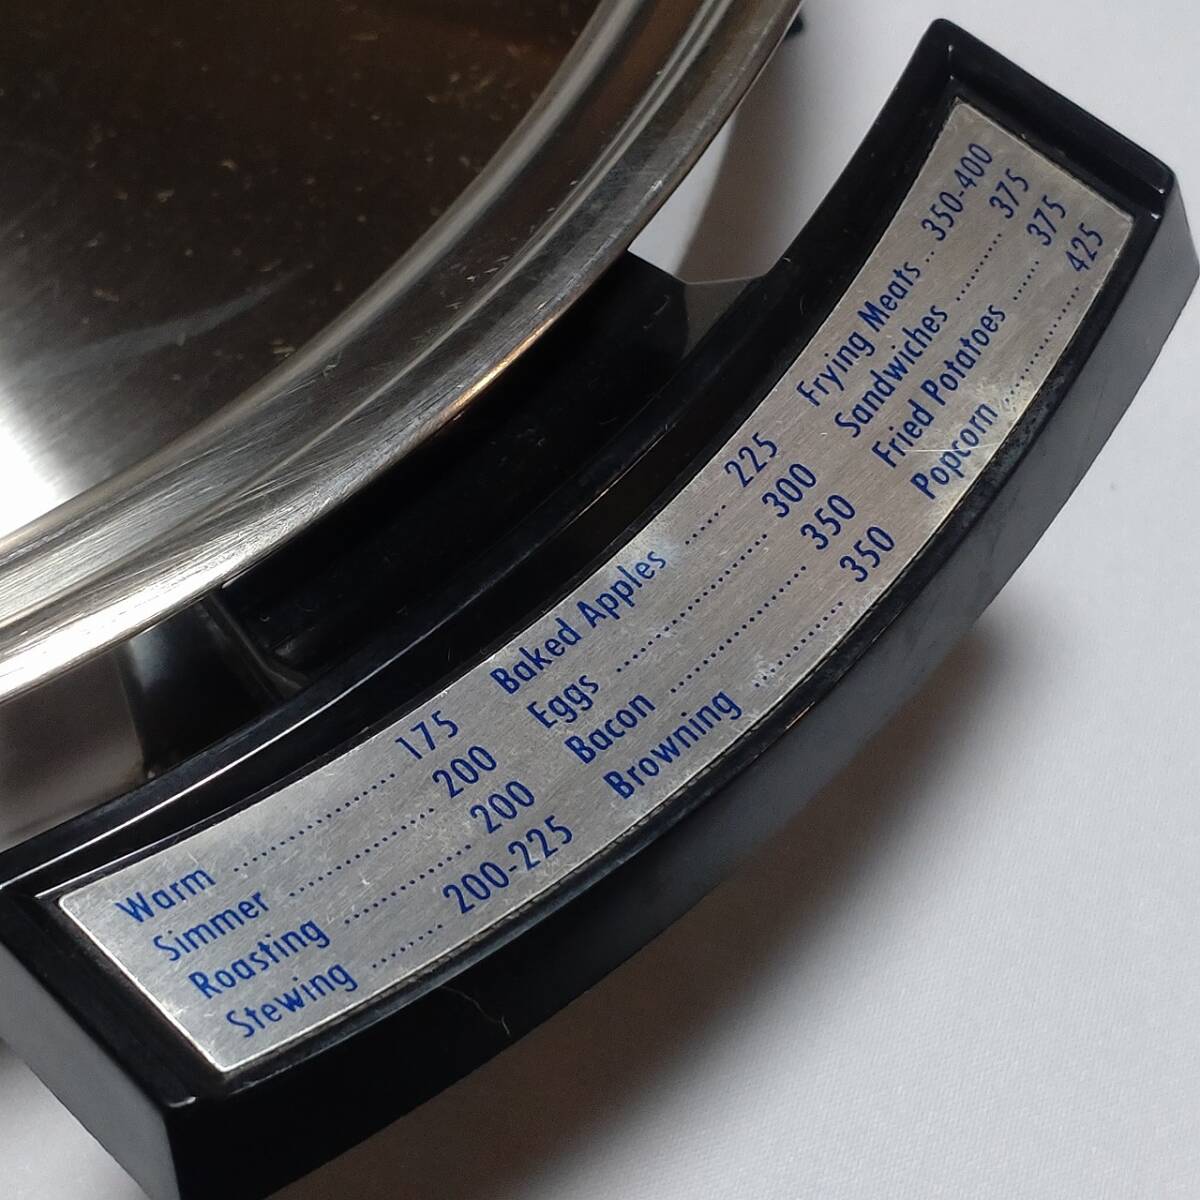 Warm ........................ 175
Simmer ...................... 200
Roasting .................... 200
Stewing ......... 200-225
Baked Apples ....... 225
Eggs ........................ 300
Bacon ....................... 350
Browning ................ 350
Frying Meats .. 350-400
Sandwiches .......... 375
Fried Potatoes ...... 375
Popcorn ................ 425